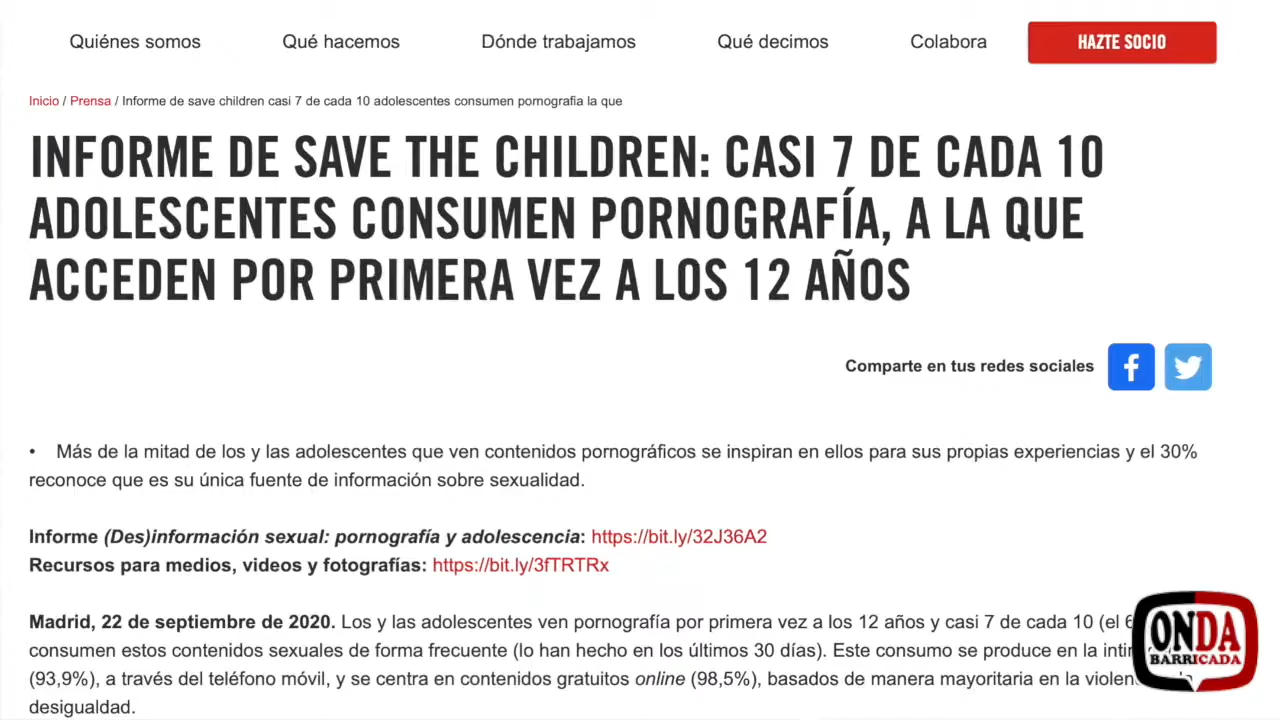 Quiénes somos Qué hacemos Dónde trabajamos Qué decimos Colabora HAZTE SOCIO
Inicio / Prensa / Informe de save children casi 7 de cada 10 adolescentes consumen pornografia la que
INFORME DE SAVE THE CHILDREN: CASI 7 DE CADA 10
ADOLESCENTES CONSUMEN PORNOGRAFÍA, A LA QUE
ACCEDEN POR PRIMERA VEZ A LOS 12 AÑOS
Comparte en tus redes sociales
• Más de la mitad de los y las adolescentes que ven contenidos pornográficos se inspiran en ellos para sus propias experiencias y el 30%
reconoce que es su única fuente de información sobre sexualidad.
Informe (Des)información sexual: pornografía y adolescencia: https://bit.ly/32J36A2
Recursos para medios, videos y fotografías: https://bit.ly/3fTRTRx
Madrid, 22 de septiembre de 2020. Los y las adolescentes ven pornografía por primera vez a los 12 años y casi 7 de cada 10 (el
consumen estos contenidos sexuales de forma frecuente (lo han hecho en los últimos 30 días). Este consumo se produce en la
(93,9%), a través del teléfono móvil, y se centra en contenidos gratuitos online (98,5%), basados de manera mayoritaria en la
desigualdad.
ONDA
BARRICADA